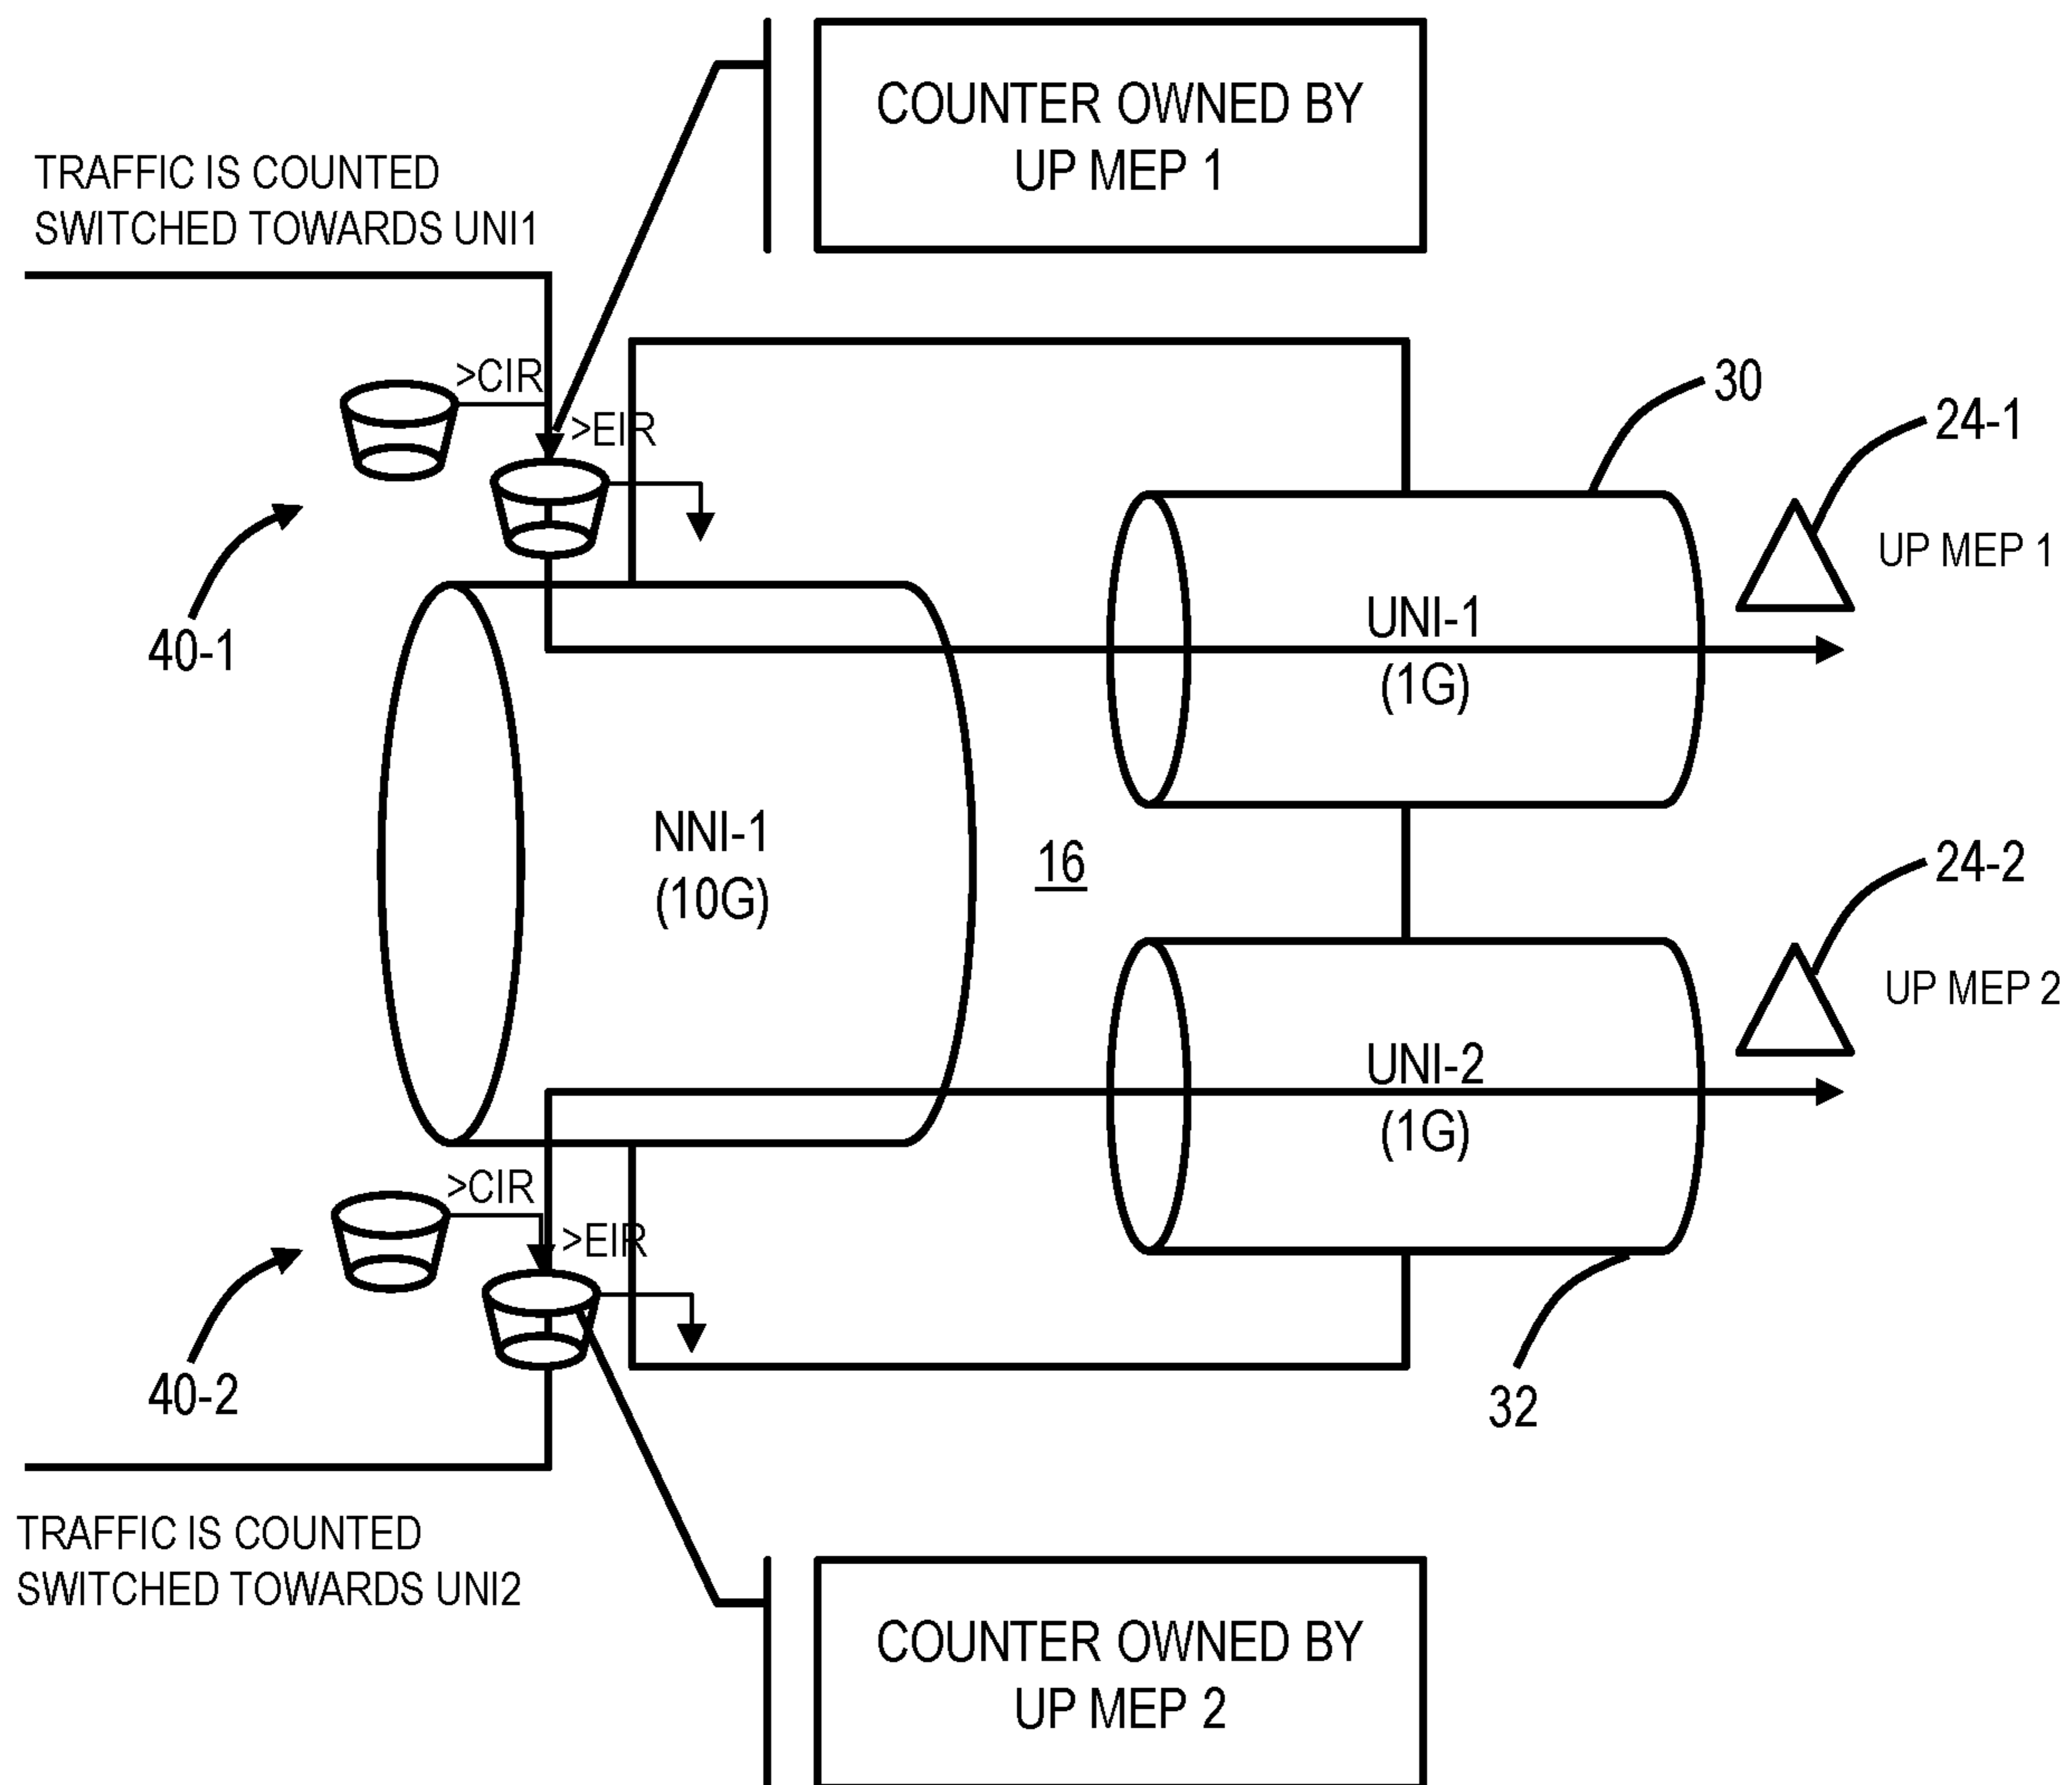 COUNTER OWNED BY
UP MEP 1
TRAFFIC IS COUNTED
SWITCHED TOWARDS UNI1
>CIR
>EIR
30
24-1
UP MEP 1
40-1
UNI-1
(1G)
NNI-1
(10G)
16
24-2
UP MEP 2
UNI-2
(1G)
>CIR
>EIR
40-2
32
TRAFFIC IS COUNTED
SWITCHED TOWARDS UNI2
COUNTER OWNED BY
UP MEP 2